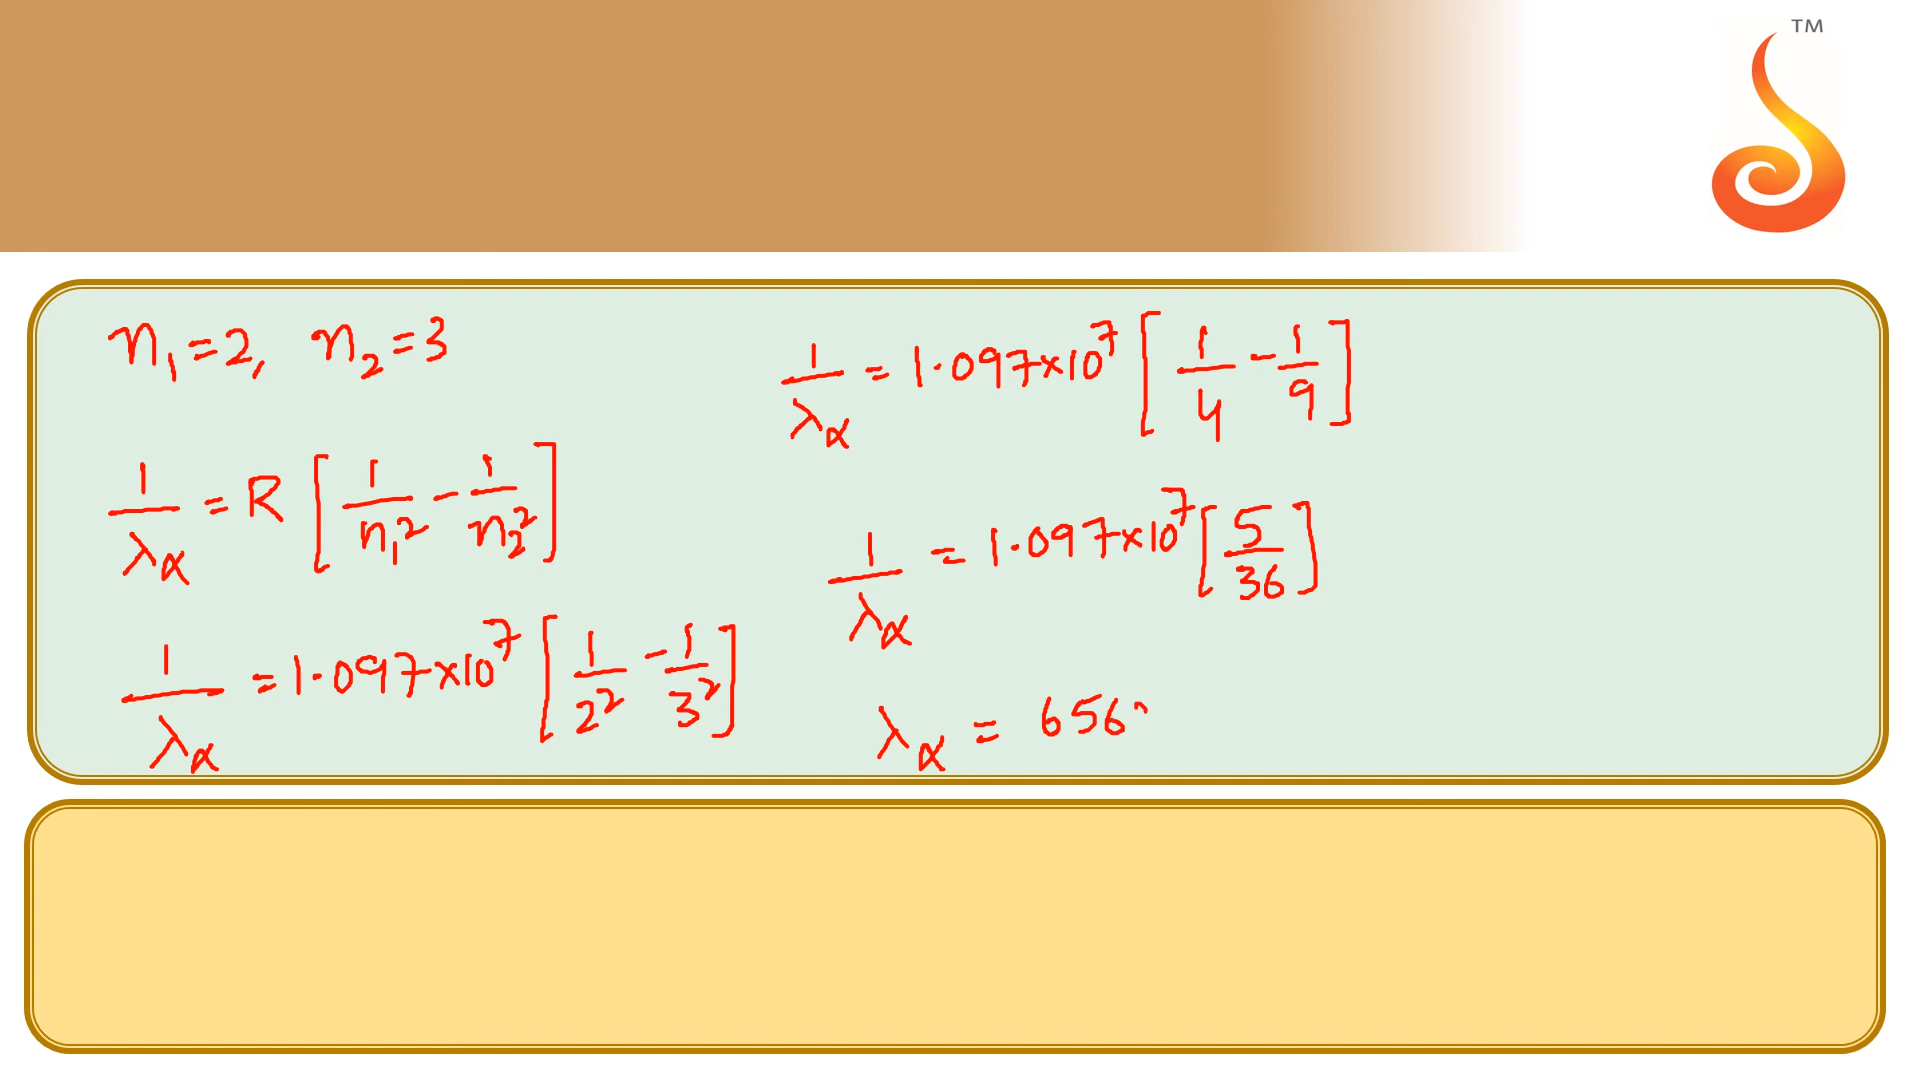 TM
n₁ = 2, n₂ = 3
1/λα = R [1/n₁² - 1/n₂²]
1/λα = 1.097×10⁷ [1/2² - 1/3²]
1/λα = 1.097×10⁷ [1/4 - 1/9]
1/λα = 1.097×10⁷ [5/36]
λα = 656